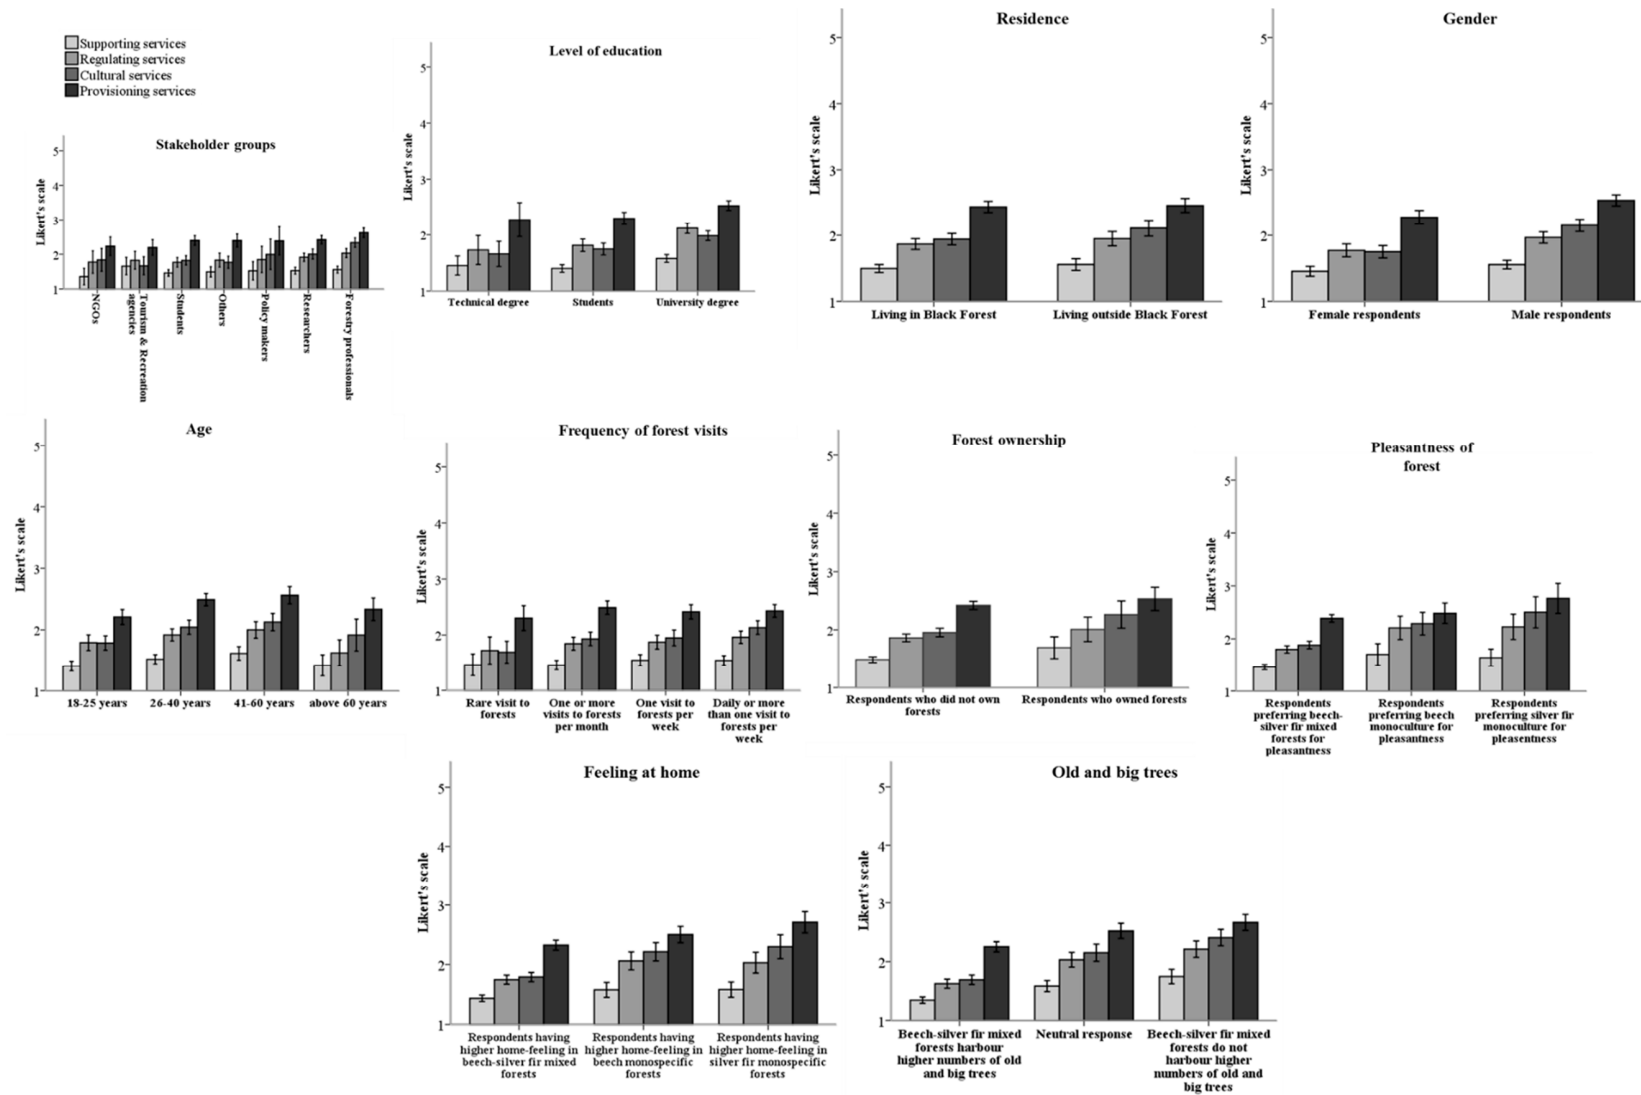 Supporting services
Regulating services
Cultural services
Provisioning services
Stakeholder groups
Likert's scale
5
4
3
2
1
NGOs
Tourism & Recreation
agencies
Students
Others
Policy makers
Researchers
Forestry professionals
Level of education
Likert's scale
5
4
3
2
1
Technical degree
Students
University degree
Residence
Likert's scale
5
4
3
2
1
Living in Black Forest
Living outside Black Forest
Gender
Likert's scale
5
4
3
2
1
Female respondents
Male respondents
Age
Likert's scale
5
4
3
2
1
18-25 years
26-40 years
41-60 years
above 60 years
Frequency of forest visits
Likert's scale
5
4
3
2
1
Rare visit to
forests
One or more
visits to forests
per month
One visit to
forests per
week
Daily or more
than one visit to
forests per
week
Forest ownership
Likert's scale
5
4
3
2
1
Respondents who did not own
forests
Respondents who owned forests
Pleasantness of
forest
Likert's scale
5
4
3
2
1
Respondents
preferring beech-
silver fir mixed
forests for
pleasantness
Respondents
preferring beech
monoculture for
pleasantness
Respondents
preferring silver fir
monoculture for
pleasentness
Feeling at home
Likert's scale
5
4
3
2
1
Respondents having
higher home-feeling in
beech-silver fir mixed
forests
Respondents having
higher home-feeling in
beech monospecific
forests
Respondents having
higher home-feeling in
silver fir monospecific
forests
Old and big trees
Likert's scale
5
4
3
2
1
Beech-silver fir mixed
forests harbour
higher numbers of old
and big trees
Neutral response
Beech-silver fir mixed
forests do not
harbour higher
numbers of old and
big trees